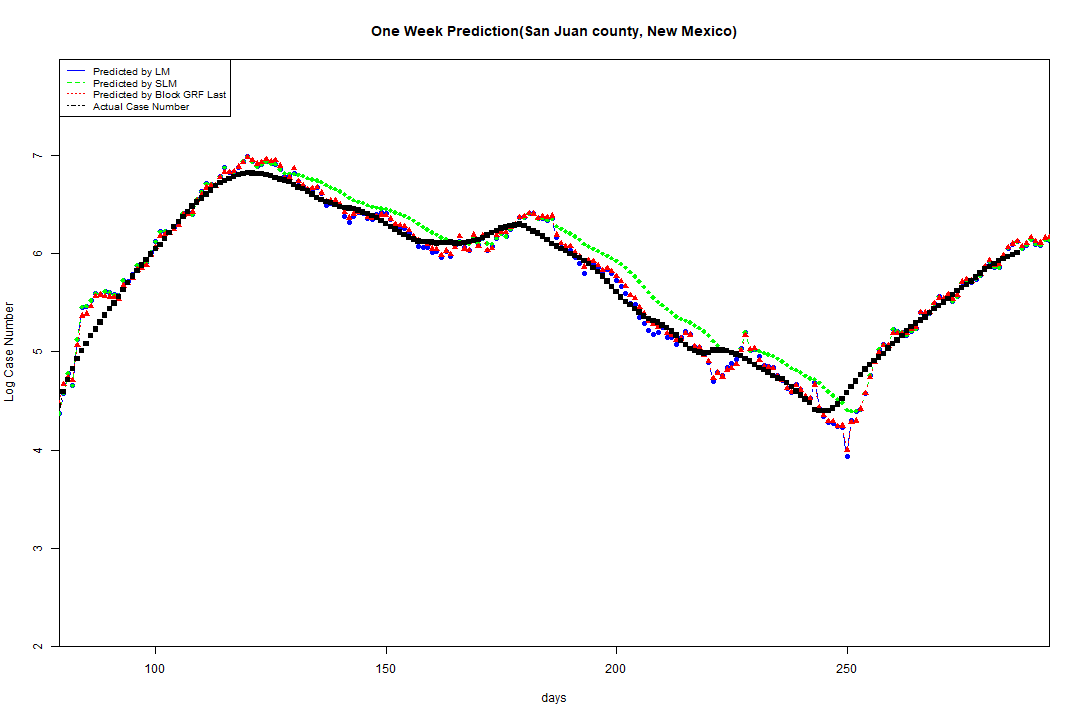 One Week Prediction(San Juan county, New Mexico)
Predicted by LM
Predicted by SLM
Predicted by Block GRF Last
Actual Case Number
7
6
5
4
3
2
Log Case Number
100 150 200 250
days